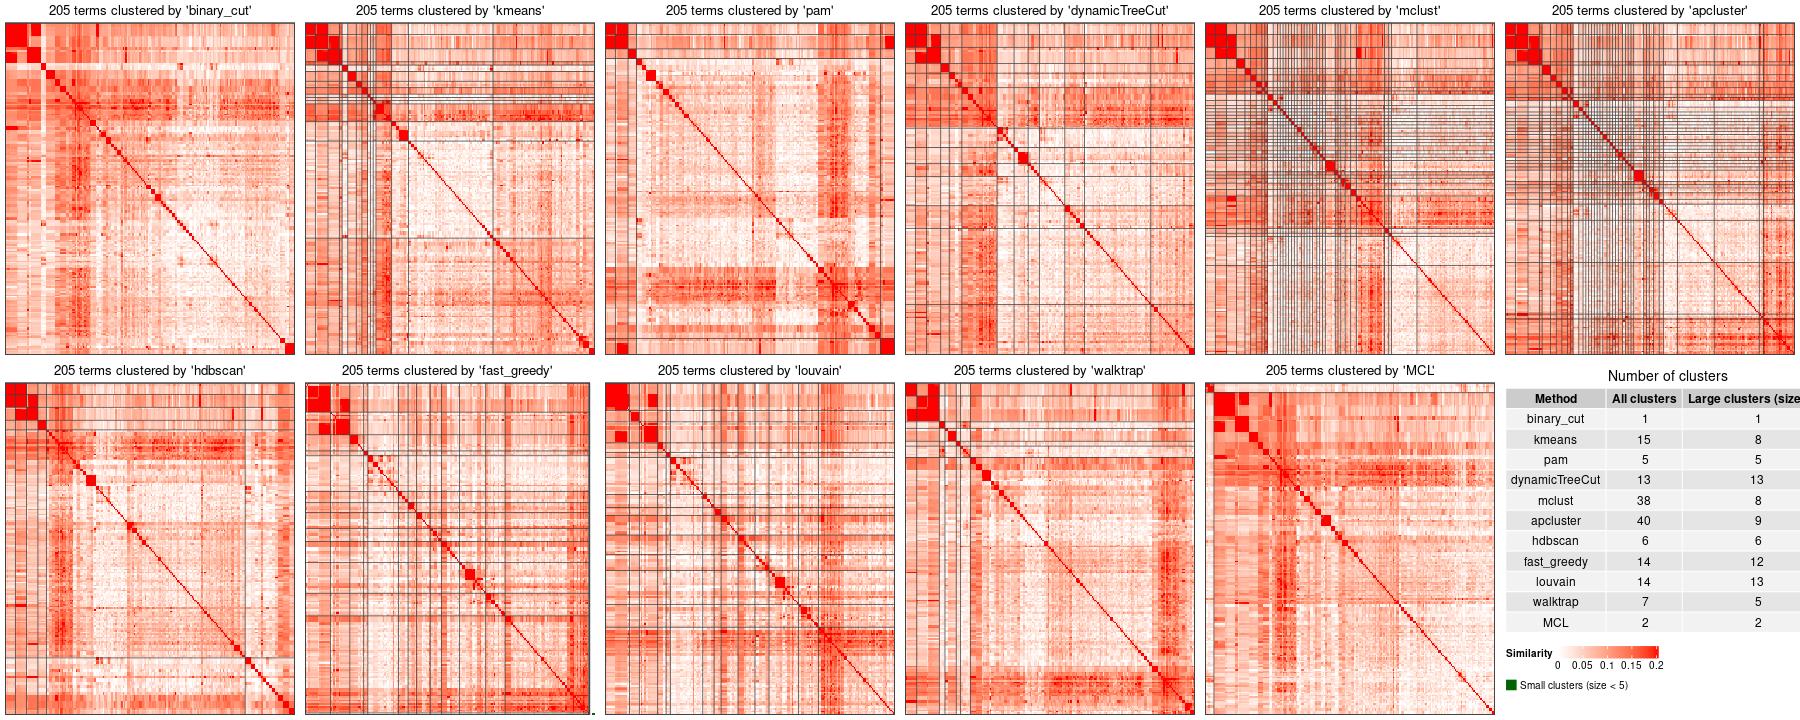 205 terms clustered by 'binary_cut'
205 terms clustered by 'kmeans'
205 terms clustered by 'pam'
205 terms clustered by 'dynamicTreeCut'
205 terms clustered by 'mclust'
205 terms clustered by 'apcluster'
205 terms clustered by 'hdbscan'
205 terms clustered by 'fast_greedy'
205 terms clustered by 'louvain'
205 terms clustered by 'walktrap'
205 terms clustered by 'MCL'
Number of clusters
Method All clusters Large clusters (size
binary_cut 1 1
kmeans 15 8
pam 5 5
dynamicTreeCut 13 13
mclust 38 8
apcluster 40 9
hdbscan 6 6
fast_greedy 14 12
louvain 14 13
walktrap 7 5
MCL 2 2
Similarity
0 0.05 0.1 0.15 0.2
Small clusters (size < 5)